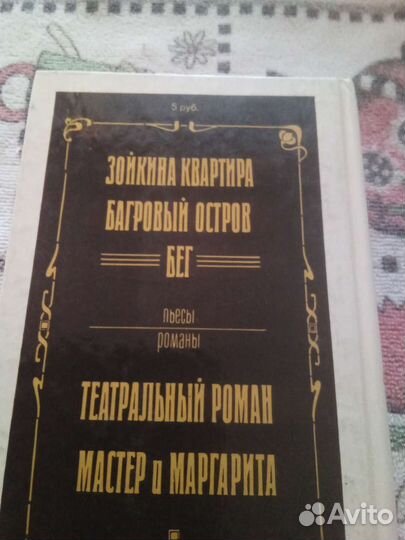 5 руб.
ЗОЙКИНА КВАРТИРА
БАГРОВЫЙ ОСТРОВ
БЕГ
пьесы
романы
ТЕАТРАЛЬНЫЙ РОМАН
МАСТЕР и МАРГАРИТА
Avito